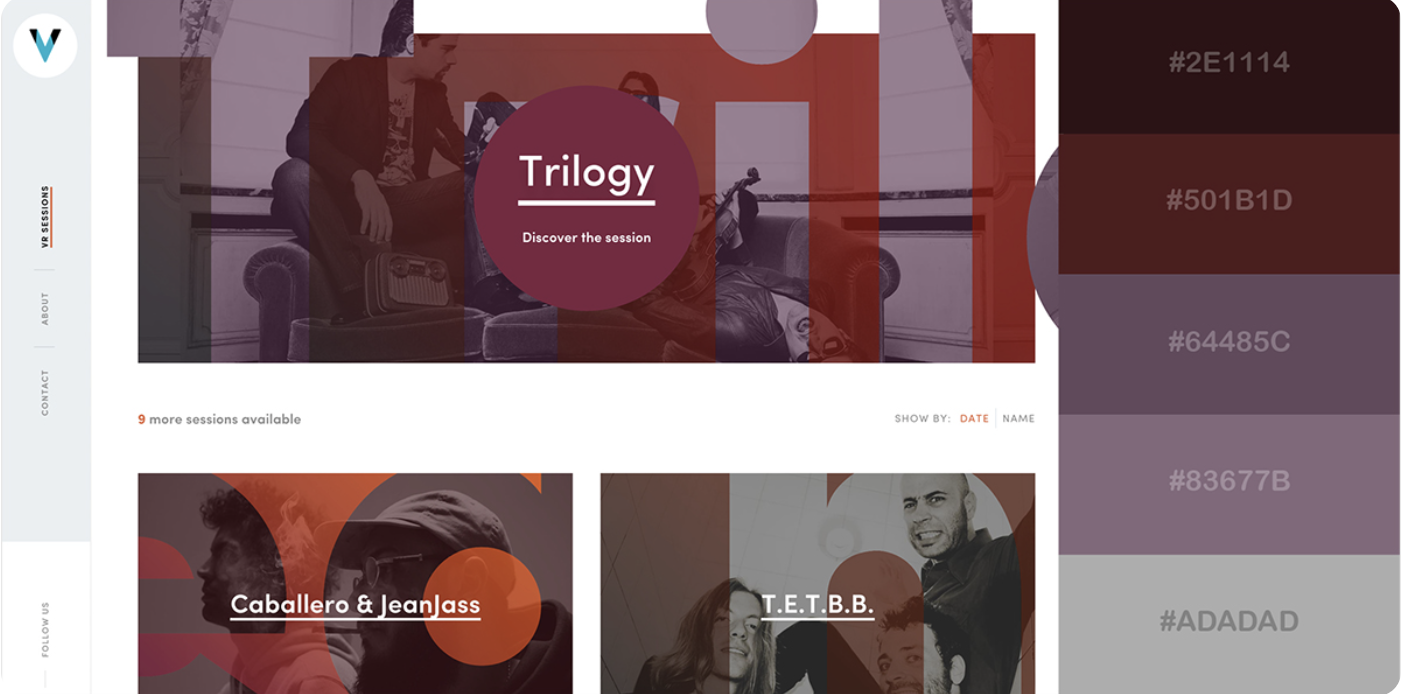 V
VR SESSIONS
ABOUT
CONTACT
FOLLOW US
Trilogy
Discover the session
9 more sessions available
SHOW BY: DATE NAME
Caballero & JeanJass
T.E.T.B.B.
#2E1114
#501B1D
#64485C
#83677B
#ADADAD